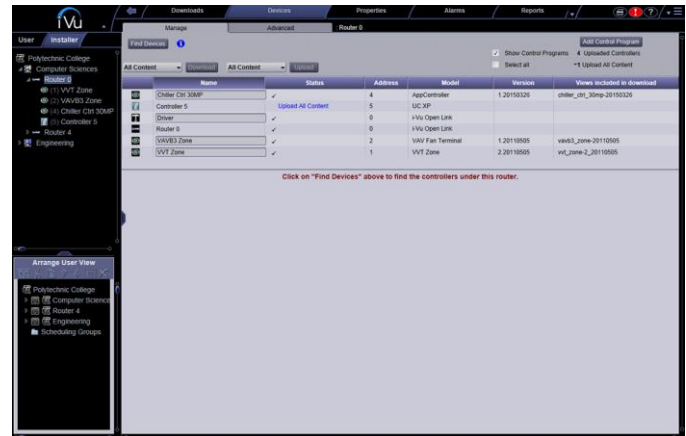 iVu
Downloads
Devices
Properties
Alarms
Reports
User
Installer
Manage
Advanced
Router 0
Polytechnic College
Computer Sciences
Router 0
(1) VVT Zone
(2) VAVB3 Zone
(4) Chiller Ctrl 30MP
(5) Controller 5
Router 4
Engineering
Find Devices
Add Control Program
Show Control Programs
4 Uploaded Controllers
Select all
~1 Upload All Content
All Content Download All Content Upload
Name Status Address Model Version Views included in download
Chiller Ctrl 30MP 4 AppController 1.20150326 chiller_ctrl_30mp-20150326
Controller 5 Upload All Content 5 UC XP
Driver 0 i-Vu Open Link
Router 0 0 i-Vu Open Link
VAVB3 Zone 2 VAV Fan Terminal 1.20110505 vavb3_zone-20110505
VVT Zone 1 VVT Zone 2.20110505 vvt_zone-2_20110505
Click on "Find Devices" above to find the controllers under this router.
Arrange User View
Polytechnic College
Computer Science
Router 4
Engineering
Scheduling Groups